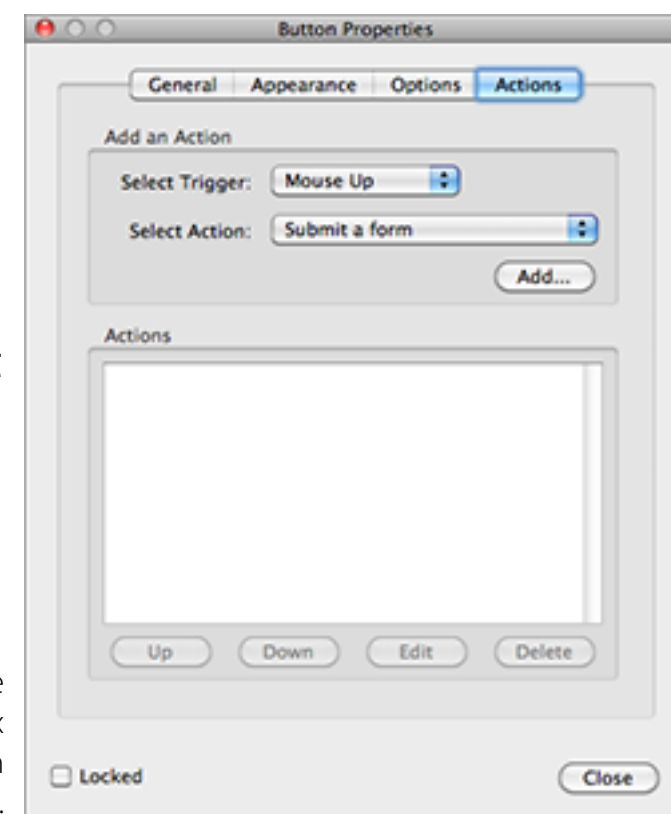 Button Properties
General Appearance Options Actions
Add an Action
Select Trigger: Mouse Up
Select Action: Submit a form
Add...
Actions
Up Down Edit Delete
Locked
Close